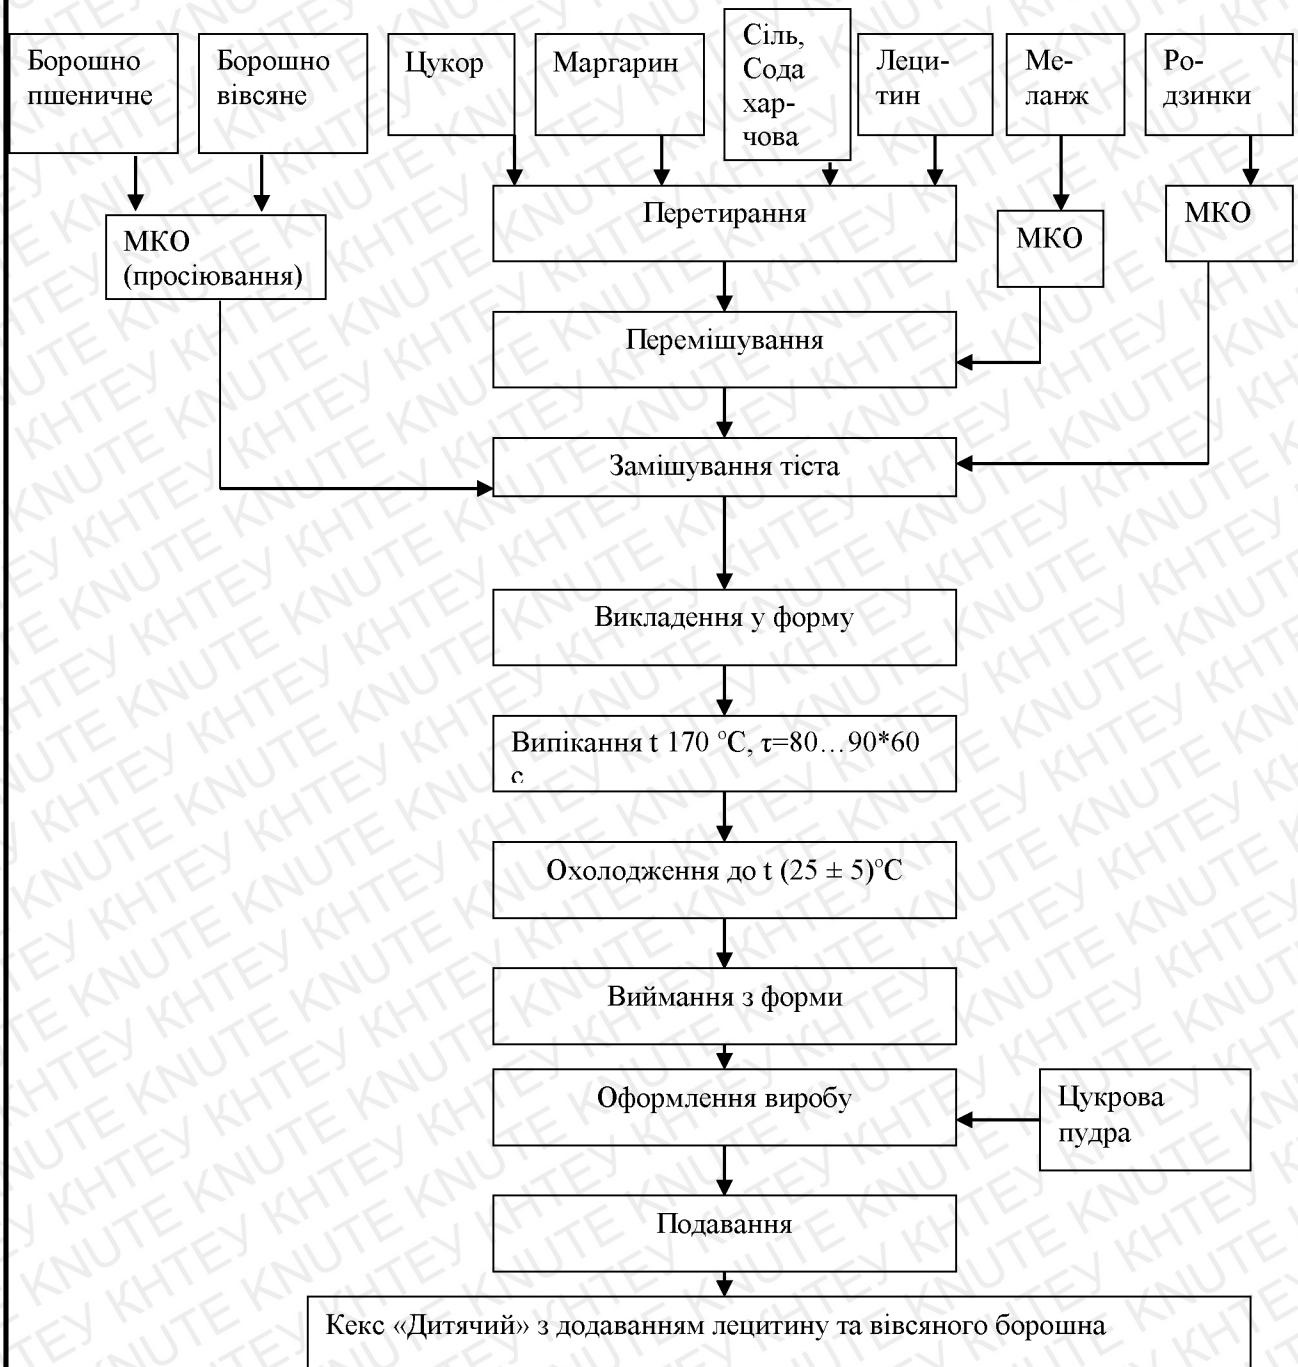 Борошно
пшеничне
Борошно
вівсяне
Цукор
Маргарин
Сіль,
Сода
хар-
чова
Леци-
тин
Ме-
ланж
Ро-
дзинки
МКО
(просіювання)
Перетирання
МКО
МКО
Перемішування
Замішування тіста
Викладення у форму
Випікання t 170 °С, τ=80…90*60
с
Охолодження до t (25 ± 5)°С
Виймання з форми
Оформлення виробу
Цукрова
пудра
Подавання
Кекс «Дитячий» з додаванням лецитину та вівсяного борошна